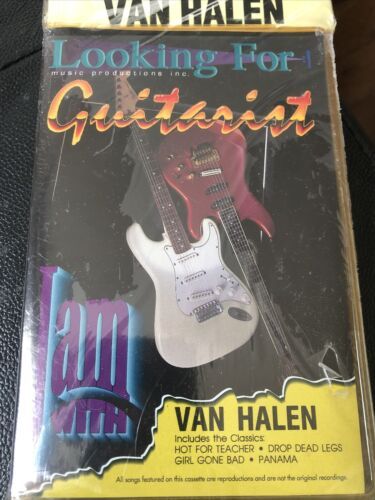 VAN HALEN
Looking For
music productions inc.
Guitarist
Jam
WITH
VAN HALEN
Includes the Classics:
HOT FOR TEACHER • DROP DEAD LEGS
GIRL GONE BAD • PANAMA
All songs featured on this cassette are reproductions and are not the original recordings.